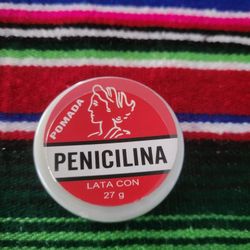 POMADA
PENICILINA
LATA CON
27 g